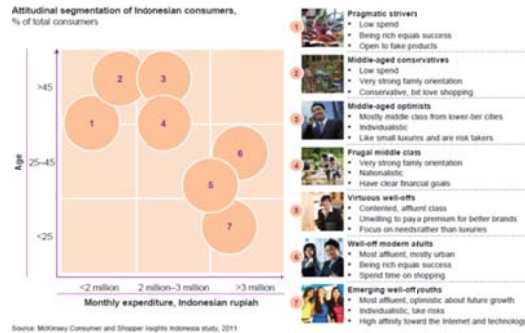 Attitudinal segmentation of Indonesian consumers,
% of total consumers
>45
25–45
<25
Age
1
2
3
4
5
6
7
<2 million
2 million–3 million
>3 million
Monthly expenditure, Indonesian rupiah
1
Pragmatic strivers
• Low spend
• Being rich equals success
• Open to fake products
2
Middle-aged conservatives
• Low spend
• Very strong family orientation
• Conservative, but love shopping
3
Middle-aged optimists
• Mostly middle class from lower-tier cities
• Individualistic
• Like small luxuries and are risk takers
4
Frugal middle class
• Very strong family orientation
• Nationalistic
• Have clear financial goals
5
Virtuous well-offs
• Contented, affluent class
• Unwilling to pay a premium for better brands
• Focus on needs rather than luxuries
6
Well-off modern adults
• Most affluent, mostly urban
• Being rich equals success
• Spend time on shopping
7
Emerging well-off youths
• Most affluent, optimistic about future growth
• Individualistic, take risks
• High affinity toward the Internet and technology
Source: McKinsey Consumer and Shopper Insights Indonesia study, 2011